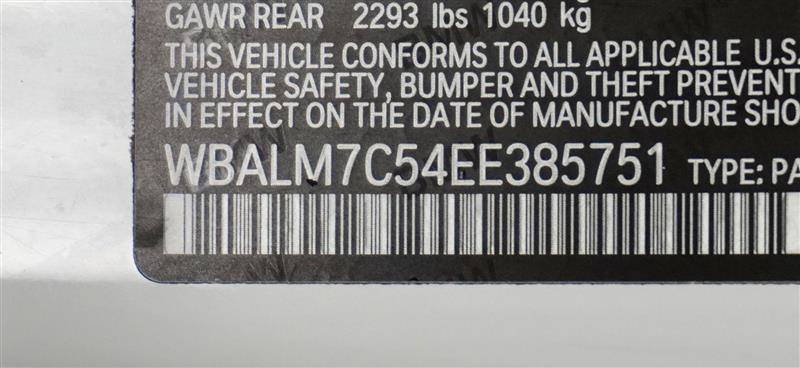 GAWR REAR 2293 lbs 1040 kg
THIS VEHICLE CONFORMS TO ALL APPLICABLE U.S.
VEHICLE SAFETY, BUMPER AND THEFT PREVENT
IN EFFECT ON THE DATE OF MANUFACTURE SHO
WBALM7C54EE385751 TYPE: PA